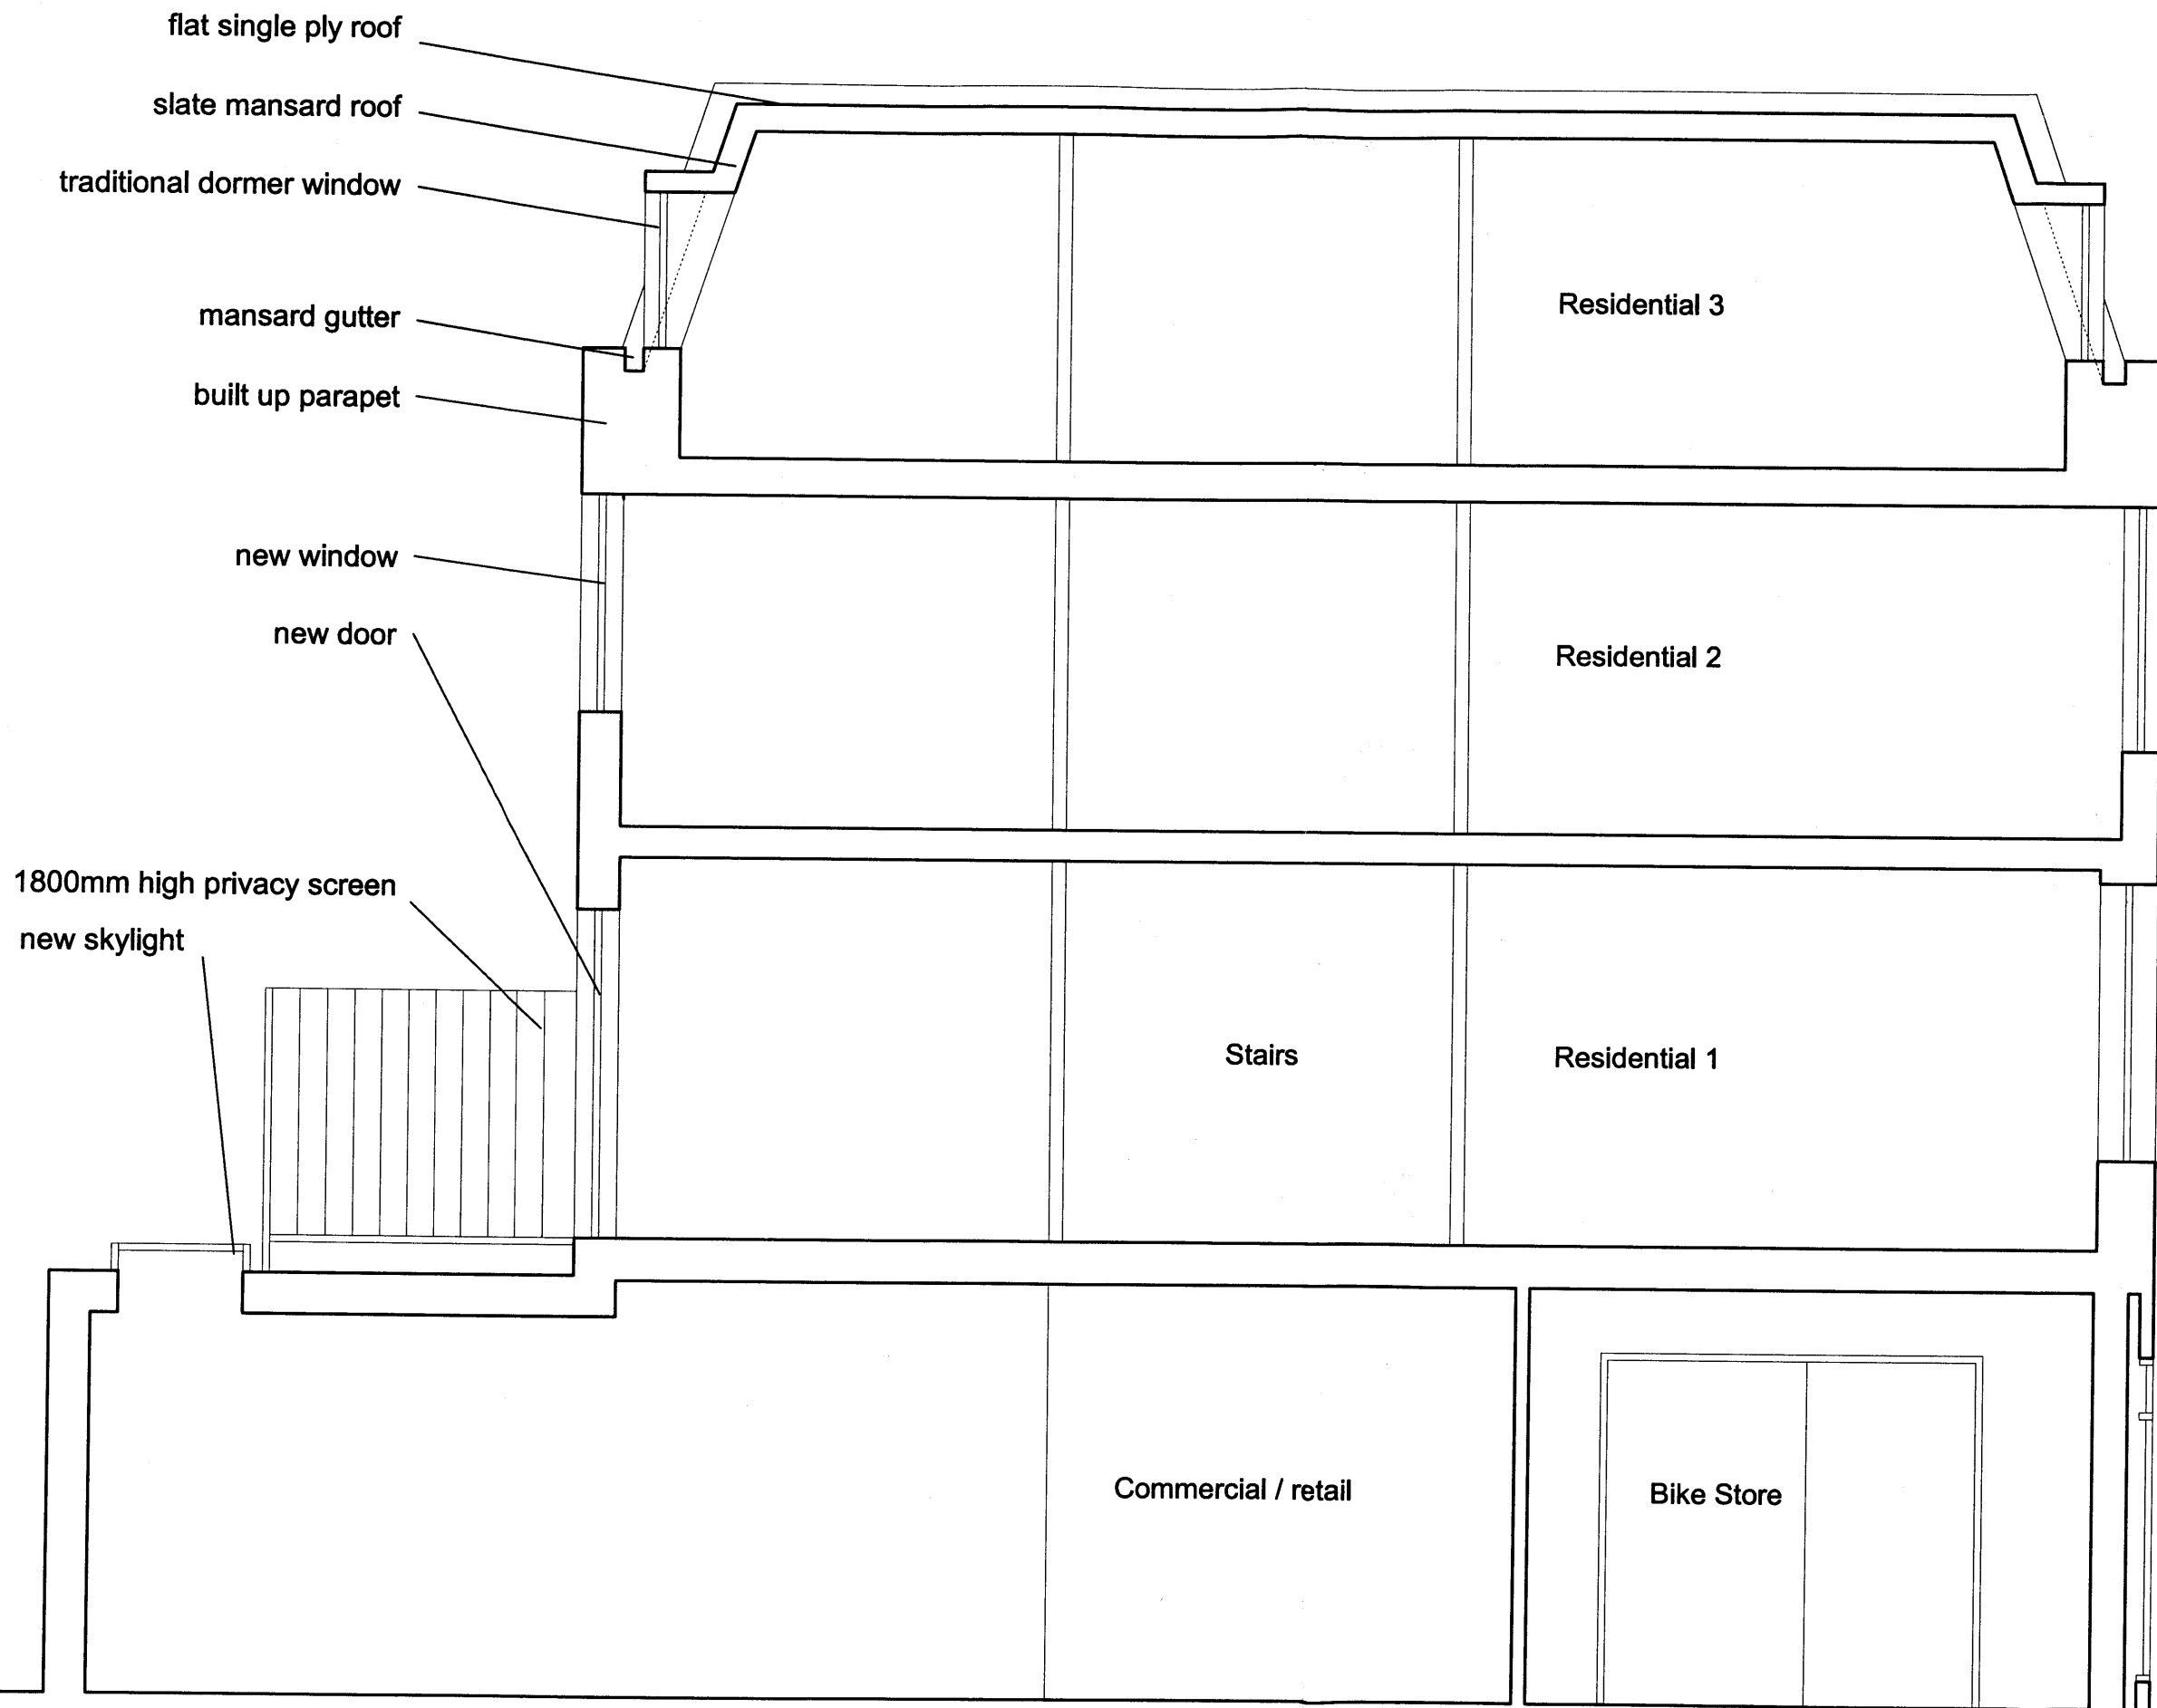 flat single ply roof
slate mansard roof
traditional dormer window
mansard gutter
built up parapet
new window
new door
1800mm high privacy screen
new skylight
Residential 3
Residential 2
Stairs
Residential 1
Commercial / retail
Bike Store